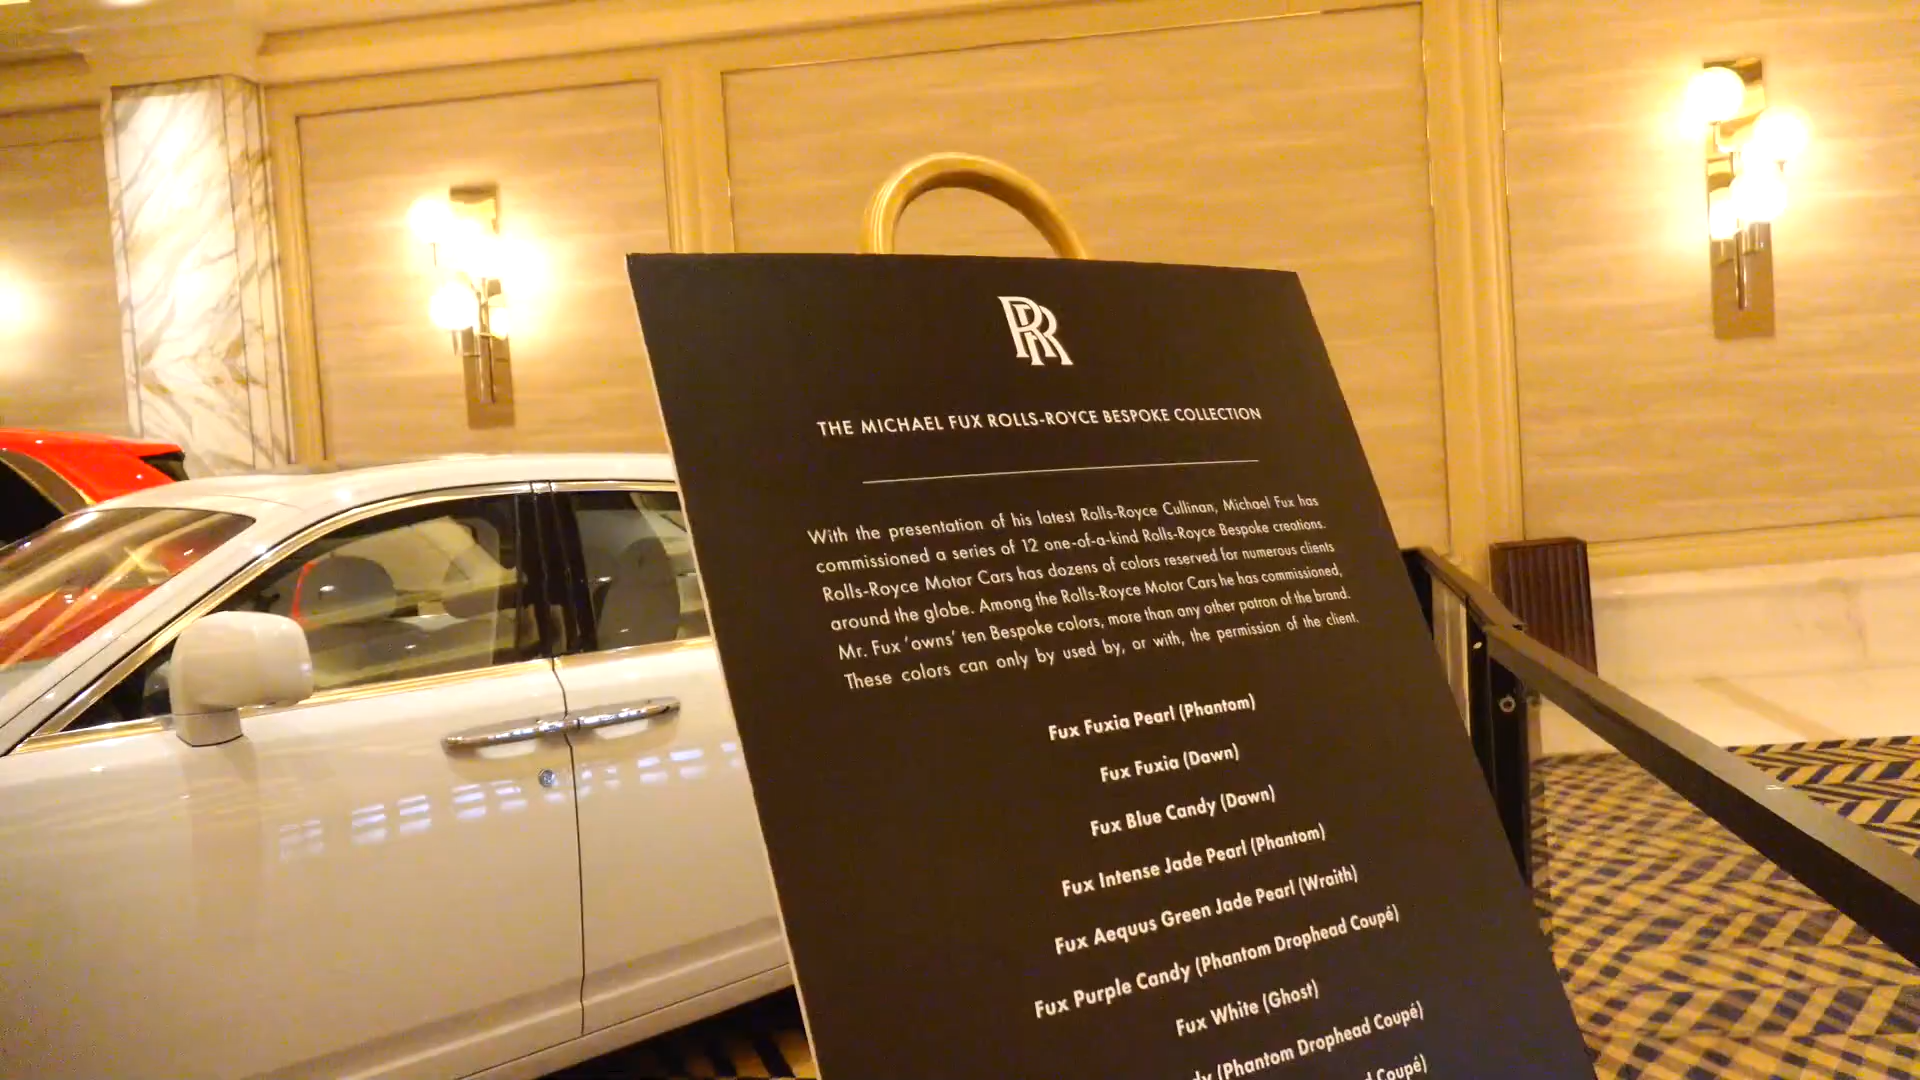 RR
THE MICHAEL FUX ROLLS-ROYCE BESPOKE COLLECTION
With the presentation of his latest Rolls-Royce Cullinan, Michael Fux has
commissioned a series of 12 one-of-a-kind Rolls-Royce Bespoke creations.
Rolls-Royce Motor Cars has dozens of colors reserved for numerous clients
around the globe. Among the Rolls-Royce Motor Cars he has commissioned,
Mr. Fux 'owns' ten Bespoke colors, more than any other patron of the brand.
These colors can only by used by, or with, the permission of the client.
Fux Fuxia Pearl (Phantom)
Fux Fuxia (Dawn)
Fux Blue Candy (Dawn)
Fux Intense Jade Pearl (Phantom)
Fux Aequus Green Jade Pearl (Wraith)
Fux Purple Candy (Phantom Drophead Coupé)
Fux White (Ghost)
(Phantom Drophead Coupé)
Coupé)